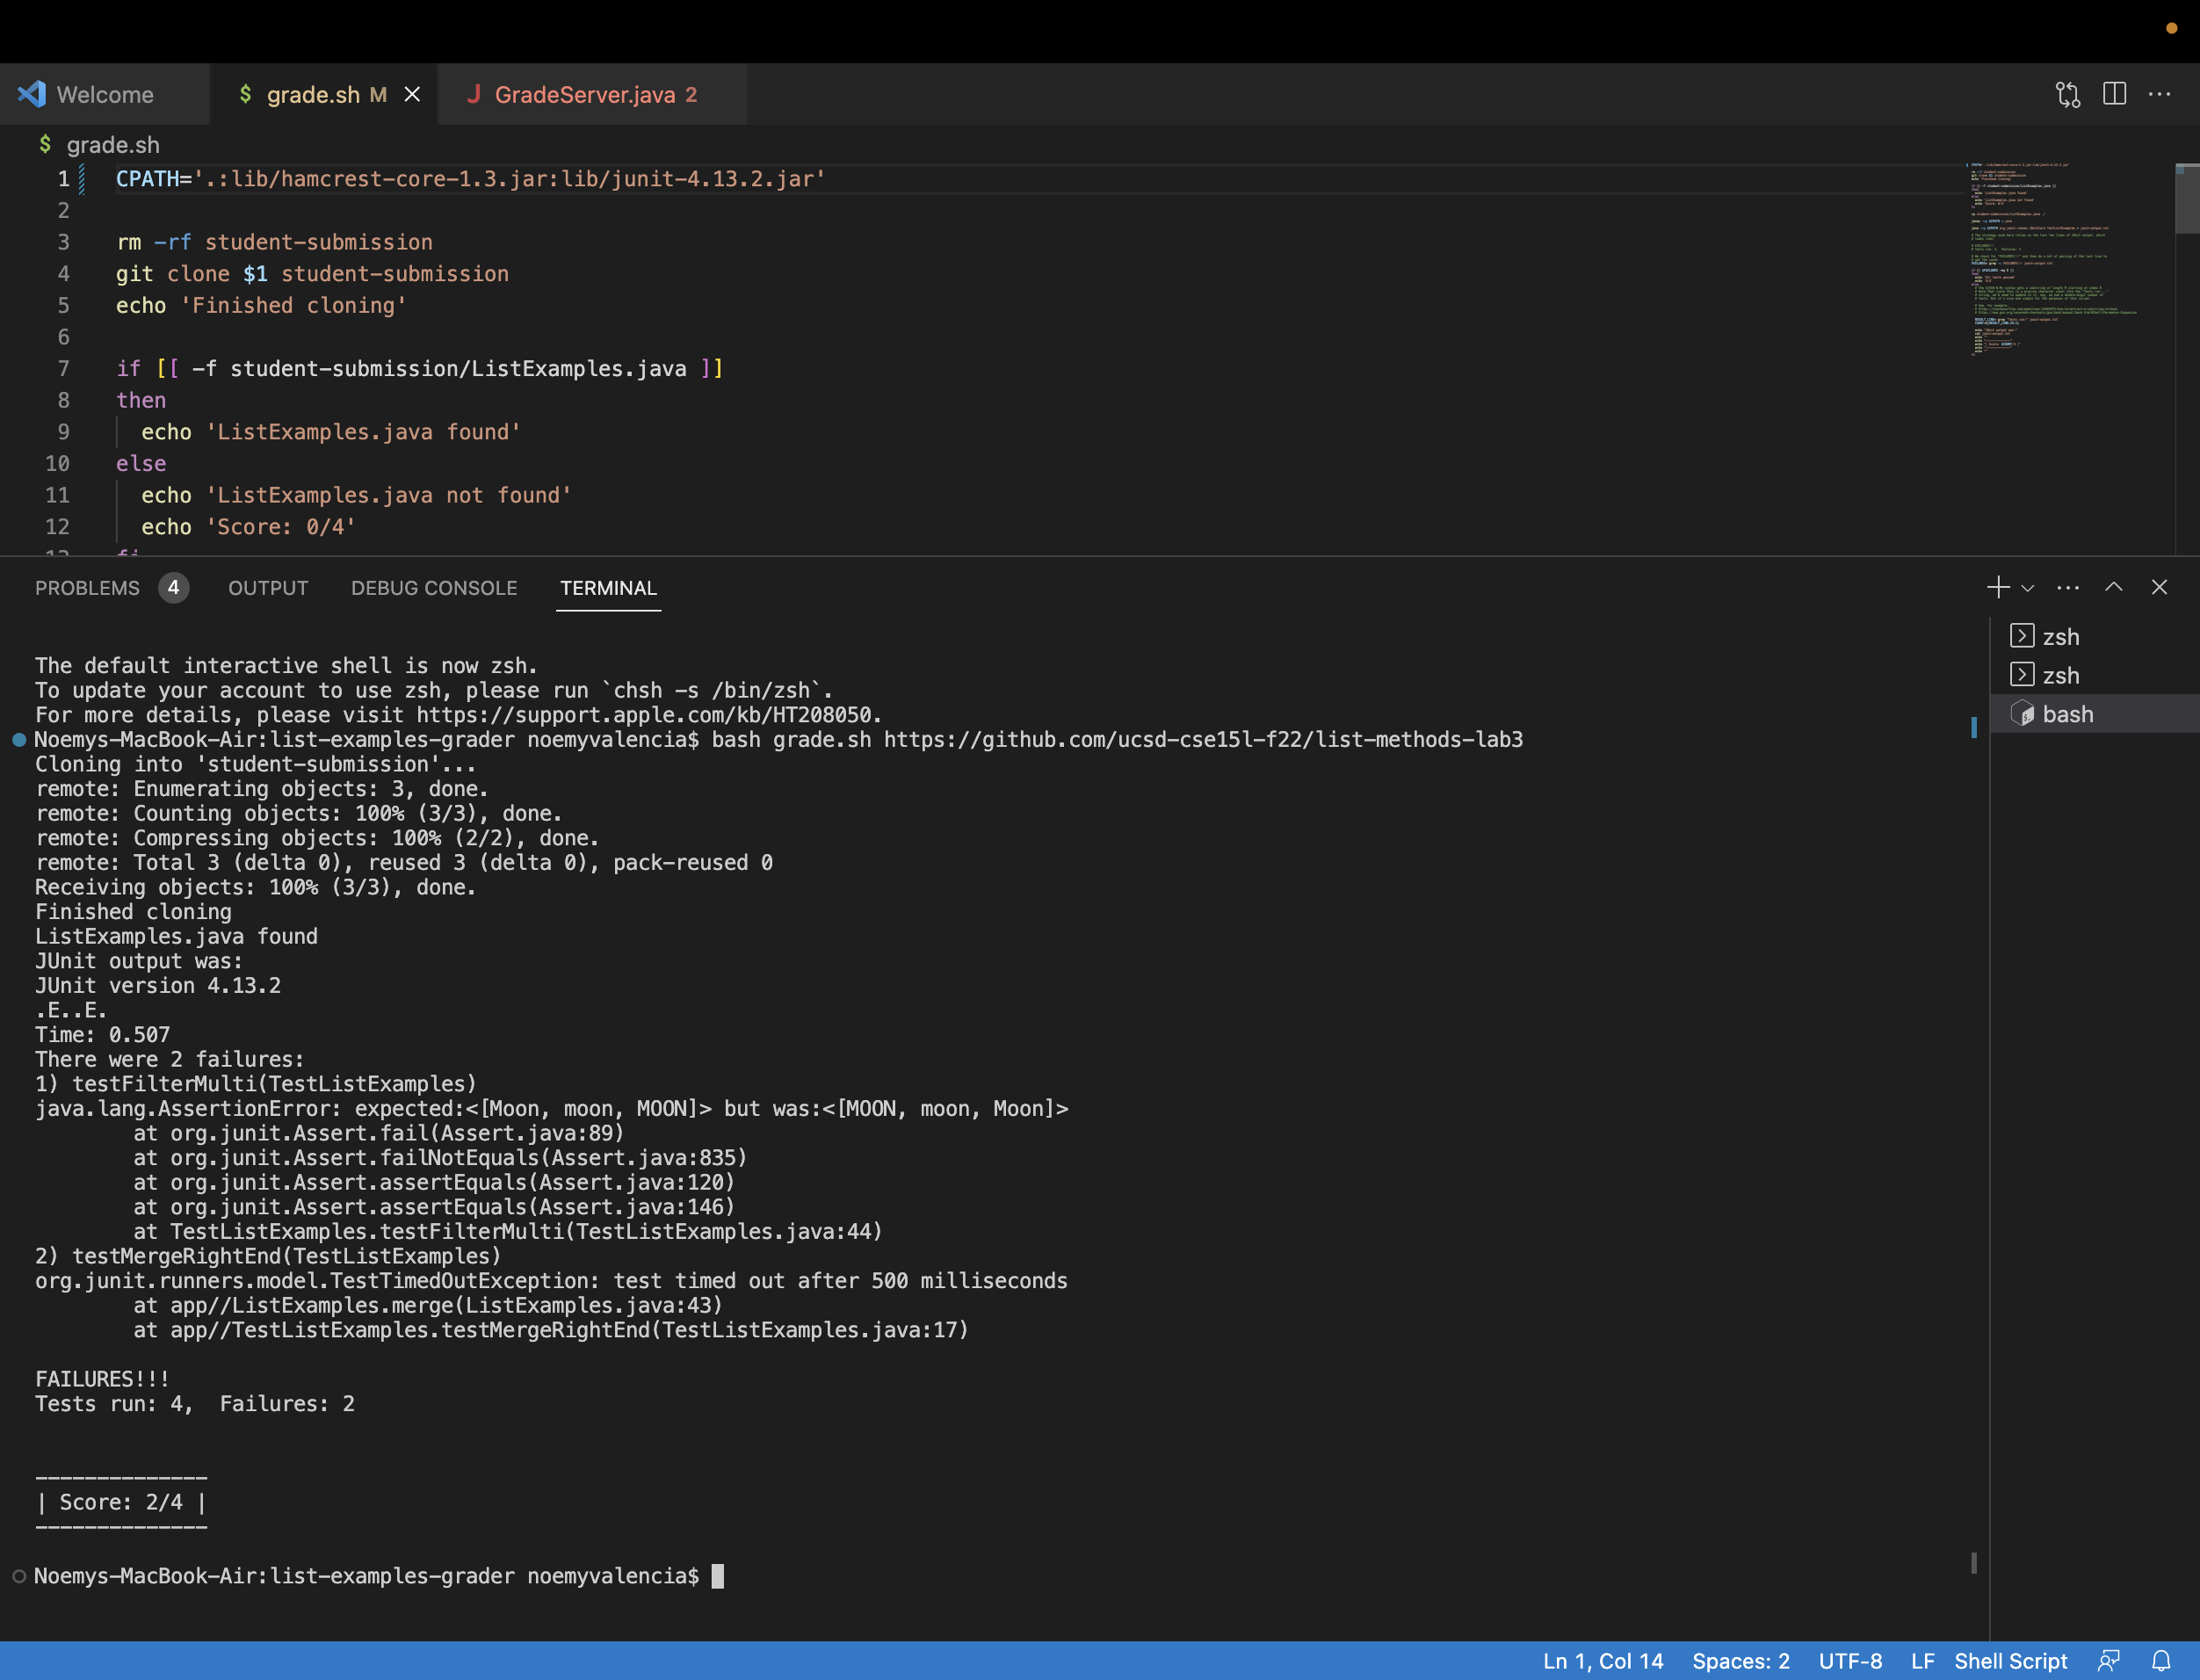 Welcome
grade.sh M
GradeServer.java 2
grade.sh
1 CPATH='.:lib/hamcrest-core-1.3.jar:lib/junit-4.13.2.jar'
2
3 rm -rf student-submission
4 git clone $1 student-submission
5 echo 'Finished cloning'
6
7 if [[ -f student-submission/ListExamples.java ]]
8 then
9 echo 'ListExamples.java found'
10 else
11 echo 'ListExamples.java not found'
12 echo 'Score: 0/4'
13 fi
PROBLEMS 4 OUTPUT DEBUG CONSOLE TERMINAL
zsh
zsh
bash
The default interactive shell is now zsh.
To update your account to use zsh, please run `chsh -s /bin/zsh`.
For more details, please visit https://support.apple.com/kb/HT208050.
Noemys-MacBook-Air:list-examples-grader noemyvalencia$ bash grade.sh https://github.com/ucsd-cse15l-f22/list-methods-lab3
Cloning into 'student-submission'...
remote: Enumerating objects: 3, done.
remote: Counting objects: 100% (3/3), done.
remote: Compressing objects: 100% (2/2), done.
remote: Total 3 (delta 0), reused 3 (delta 0), pack-reused 0
Receiving objects: 100% (3/3), done.
Finished cloning
ListExamples.java found
JUnit output was:
JUnit version 4.13.2
.E..E.
Time: 0.507
There were 2 failures:
1) testFilterMulti(TestListExamples)
java.lang.AssertionError: expected:<[Moon, moon, MOON]> but was:<[MOON, moon, Moon]>
at org.junit.Assert.fail(Assert.java:89)
at org.junit.Assert.failNotEquals(Assert.java:835)
at org.junit.Assert.assertEquals(Assert.java:120)
at org.junit.Assert.assertEquals(Assert.java:146)
at TestListExamples.testFilterMulti(TestListExamples.java:44)
2) testMergeRightEnd(TestListExamples)
org.junit.runners.model.TestTimedOutException: test timed out after 500 milliseconds
at app//ListExamples.merge(ListExamples.java:43)
at app//TestListExamples.testMergeRightEnd(TestListExamples.java:17)
FAILURES!!!
Tests run: 4,  Failures: 2
--------------
| Score: 2/4 |
--------------
Noemys-MacBook-Air:list-examples-grader noemyvalencia$
Ln 1, Col 14 Spaces: 2 UTF-8 LF Shell Script